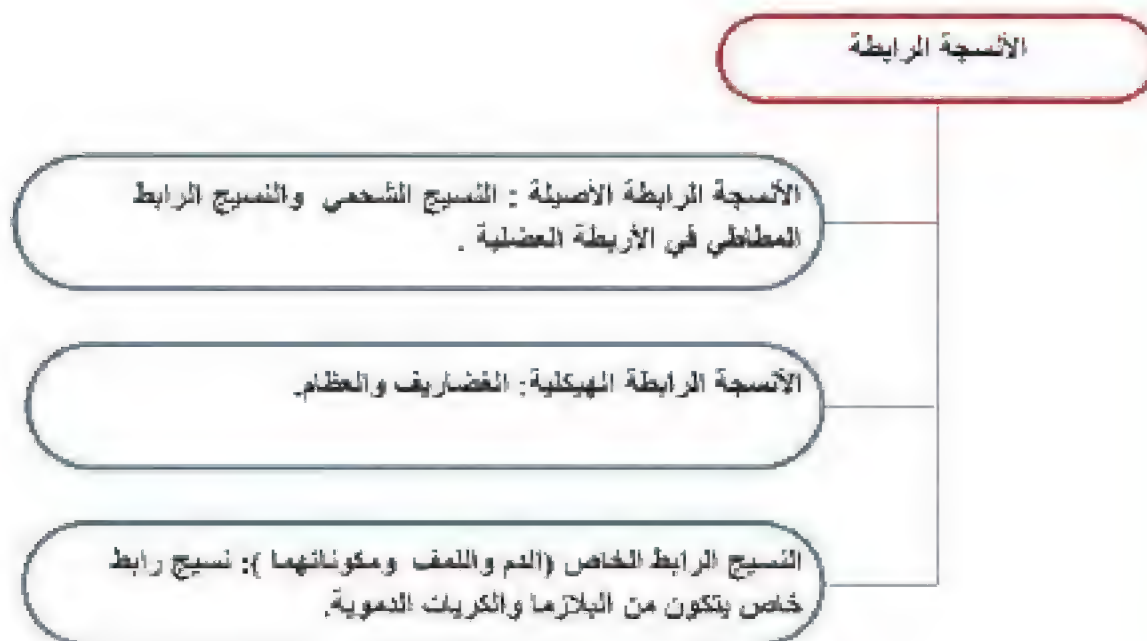 الأنسجة الرابطة
الأنسجة الرابطة الأصيلة : النسيج الشحمي والنسيج الرابط
المطاطي في الأربطة العضلية .
الأنسجة الرابطة الهيكلية: الغضاريف والعظام.
النسيج الرابط الخاص (الدم واللمف ومكوناتهما ): نسيج رابط
خاص يتكون من البلازما والكريات الدموية.